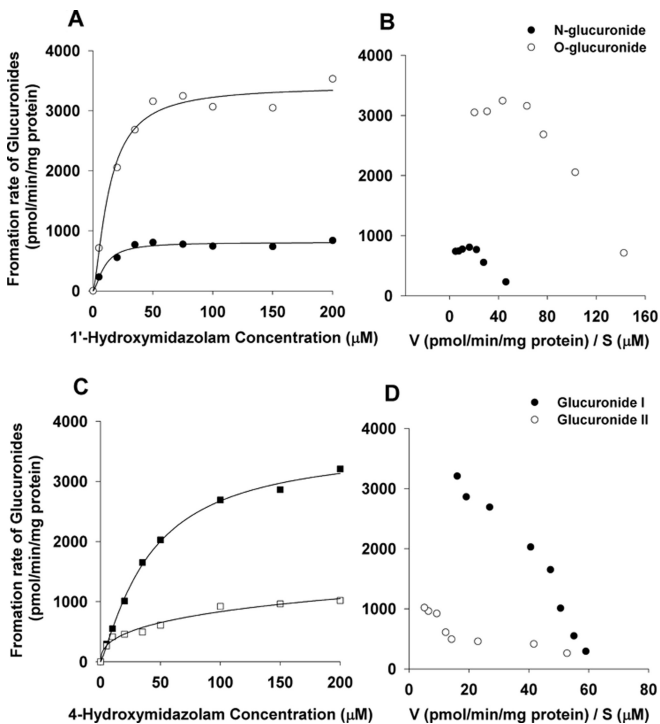 A
B
N-glucuronide
O-glucuronide
Fromation rate of Glucuronides
(pmol/min/mg protein)
4000
3000
2000
1000
0
0 50 100 150 200
1'-Hydroxymidazolam Concentration (μM)
4000
3000
2000
1000
0
0 40 80 120 160
V (pmol/min/mg protein) / S (μM)
C
D
Glucuronide I
Glucuronide II
Fromation rate of Glucuronides
(pmol/min/mg protein)
4000
3000
2000
1000
0
0 50 100 150 200
4-Hydroxymidazolam Concentration (μM)
4000
3000
2000
1000
0
0 20 40 60 80
V (pmol/min/mg protein) / S (μM)